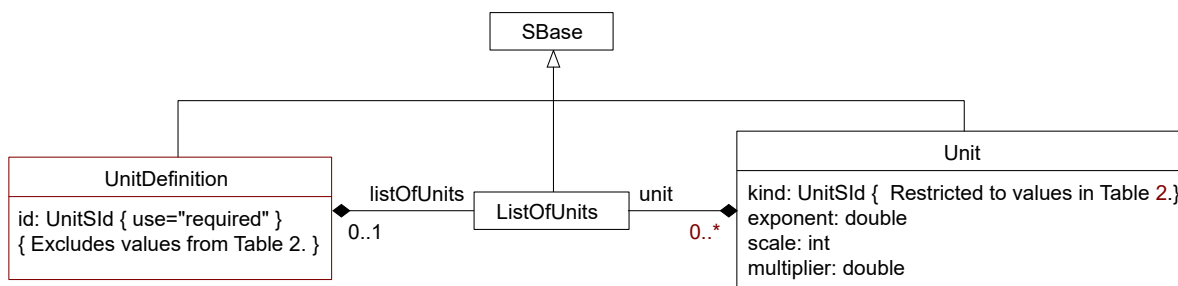 SBase
UnitDefinition
id: UnitSId { use="required" }
{ Excludes values from Table 2. }
listOfUnits
0..1
ListOfUnits
unit
0..*
Unit
kind: UnitSId { Restricted to values in Table 2.}
exponent: double
scale: int
multiplier: double